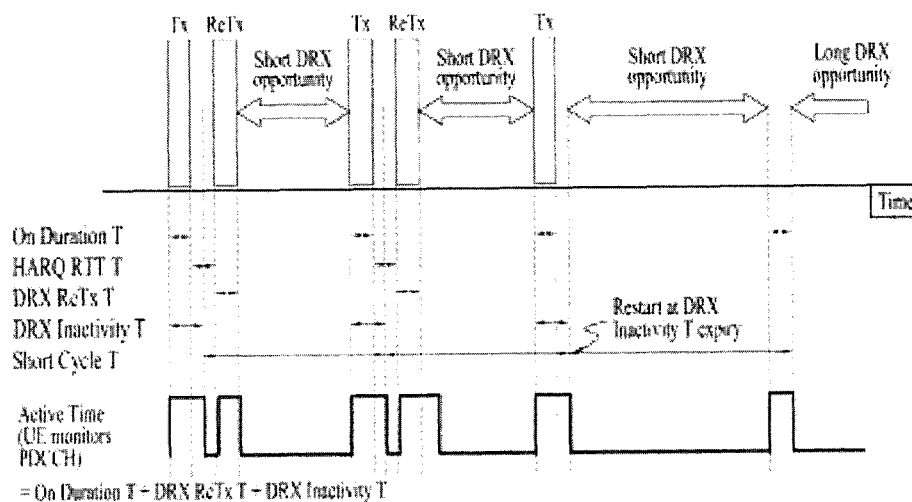 Tx ReTx Tx ReTx Tx
Short DRX opportunity
Short DRX opportunity
Short DRX opportunity
Long DRX opportunity
Time
On Duration T
HARQ RTT T
DRX ReTx T
DRX Inactivity T
Short Cycle T
Restart at DRX
Inactivity T expiry
Active Time
(UE monitors
PDCCH)
= On Duration T + DRX ReTx T + DRX Inactivity T